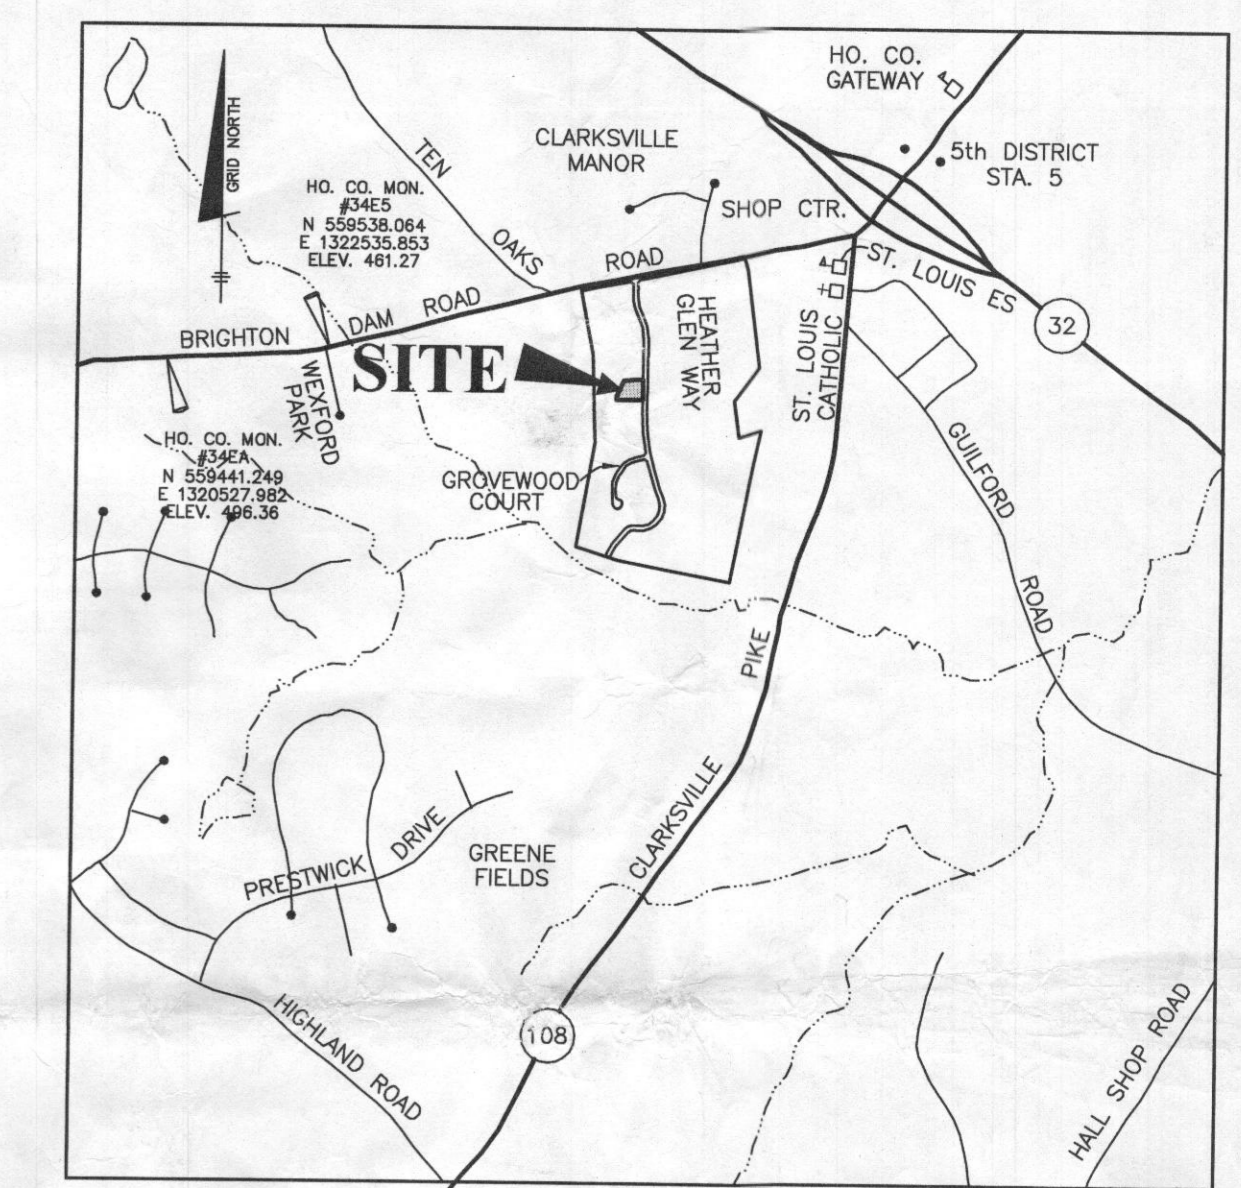 HO. CO.
GATEWAY
GRID NORTH
TEN
OAKS
CLARKSVILLE
MANOR
5th DISTRICT
STA. 5
HO. CO. MON.
#34E5
N 559538.064
E 1322535.853
ELEV. 461.27
SHOP CTR.
ROAD
ST. LOUIS ES
32
BRIGHTON
DAM
ROAD
SITE
WEXFORD
PARK
HEATHER
GLEN WAY
ST. LOUIS
CATHOLIC
HO. CO. MON.
#34EA
N 559441.249
E 1320527.982
ELEV. 496.36
GROVEWOOD
COURT
GUILFORD
ROAD
PIKE
CLARKSVILLE
PRESTWICK
DRIVE
GREENE
FIELDS
HIGHLAND ROAD
108
HALL SHOP ROAD